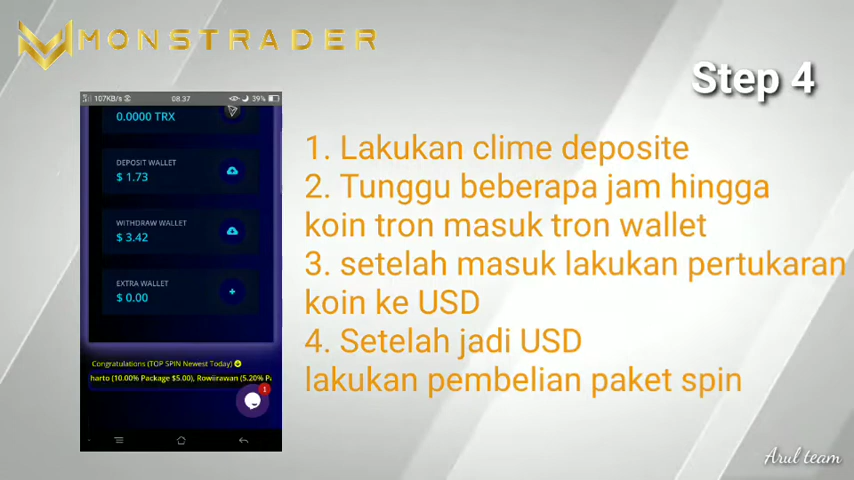 MONSTRADER
Step 4
107KB/s 08.37 39%
0.0000 TRX
DEPOSIT WALLET
$ 1.73
WITHDRAW WALLET
$ 3.42
EXTRA WALLET
$ 0.00
Congratulations (TOP SPIN Newest Today)
harto (10.00% Package $5.00), Rowiirawan (5.20% Pa
1
1. Lakukan clime deposite
2. Tunggu beberapa jam hingga
koin tron masuk tron wallet
3. setelah masuk lakukan pertukaran
koin ke USD
4. Setelah jadi USD
lakukan pembelian paket spin
Arul team